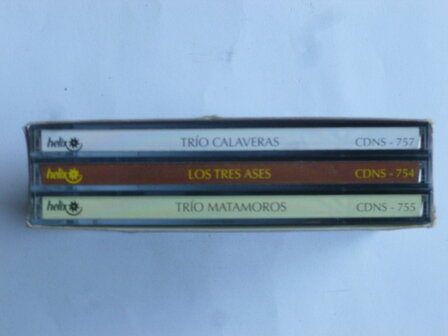 helix TRÍO CALAVERAS CDNS - 757
helix LOS TRES ASES CDNS - 754
helix TRÍO MATAMOROS CDNS - 755